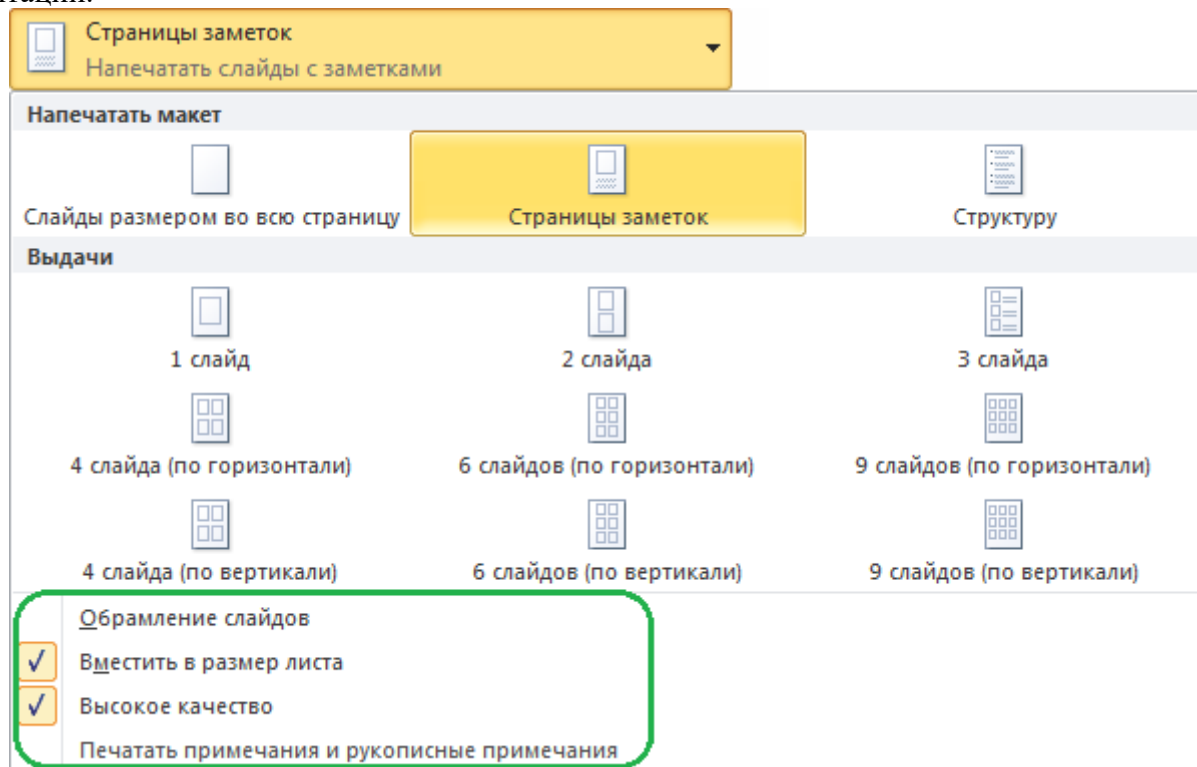 Страницы заметок
Напечатать слайды с заметками
Напечатать макет
Слайды размером во всю страницу
Страницы заметок
Структуру
Выдачи
1 слайд
2 слайда
3 слайда
4 слайда (по горизонтали)
6 слайдов (по горизонтали)
9 слайдов (по горизонтали)
4 слайда (по вертикали)
6 слайдов (по вертикали)
9 слайдов (по вертикали)
Обрамление слайдов
Вместить в размер листа
Высокое качество
Печатать примечания и рукописные примечания